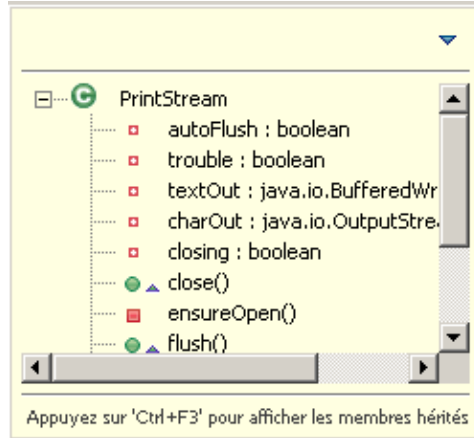 PrintStream
autoFlush : boolean
trouble : boolean
textOut : java.io.BufferedWr
charOut : java.io.OutputStre
closing : boolean
close()
ensureOpen()
flush()
Appuyez sur 'Ctrl+F3' pour afficher les membres hérités